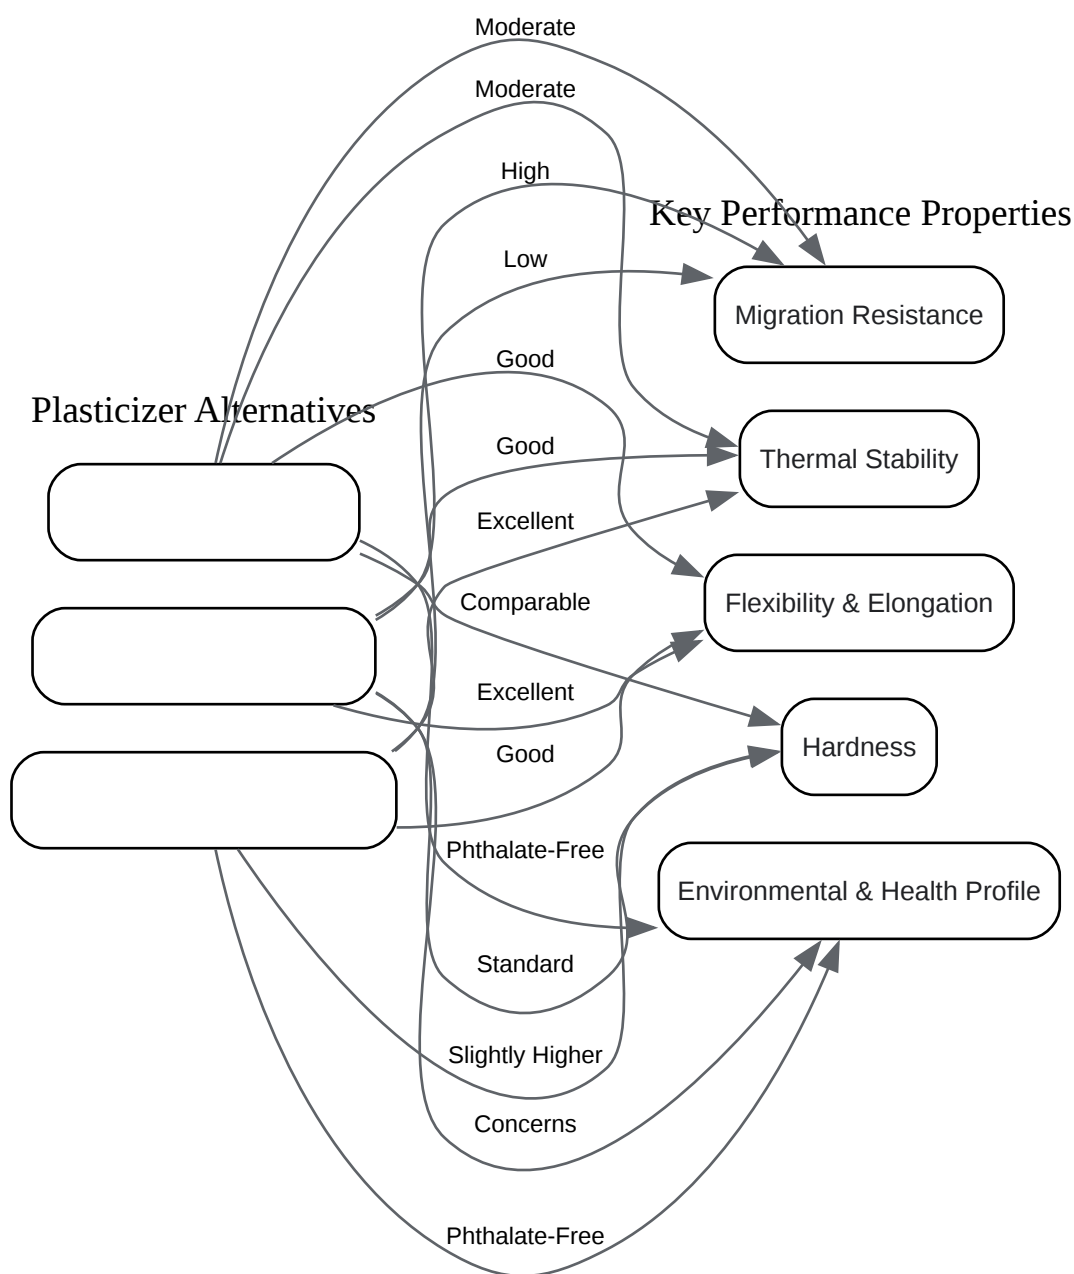 Moderate
Moderate
High
Key Performance Properties
Low
Migration Resistance
Good
Plasticizer Alternatives
Good
Thermal Stability
Excellent
Comparable
Flexibility & Elongation
Excellent
Good
Hardness
Phthalate-Free
Environmental & Health Profile
Standard
Slightly Higher
Concerns
Phthalate-Free